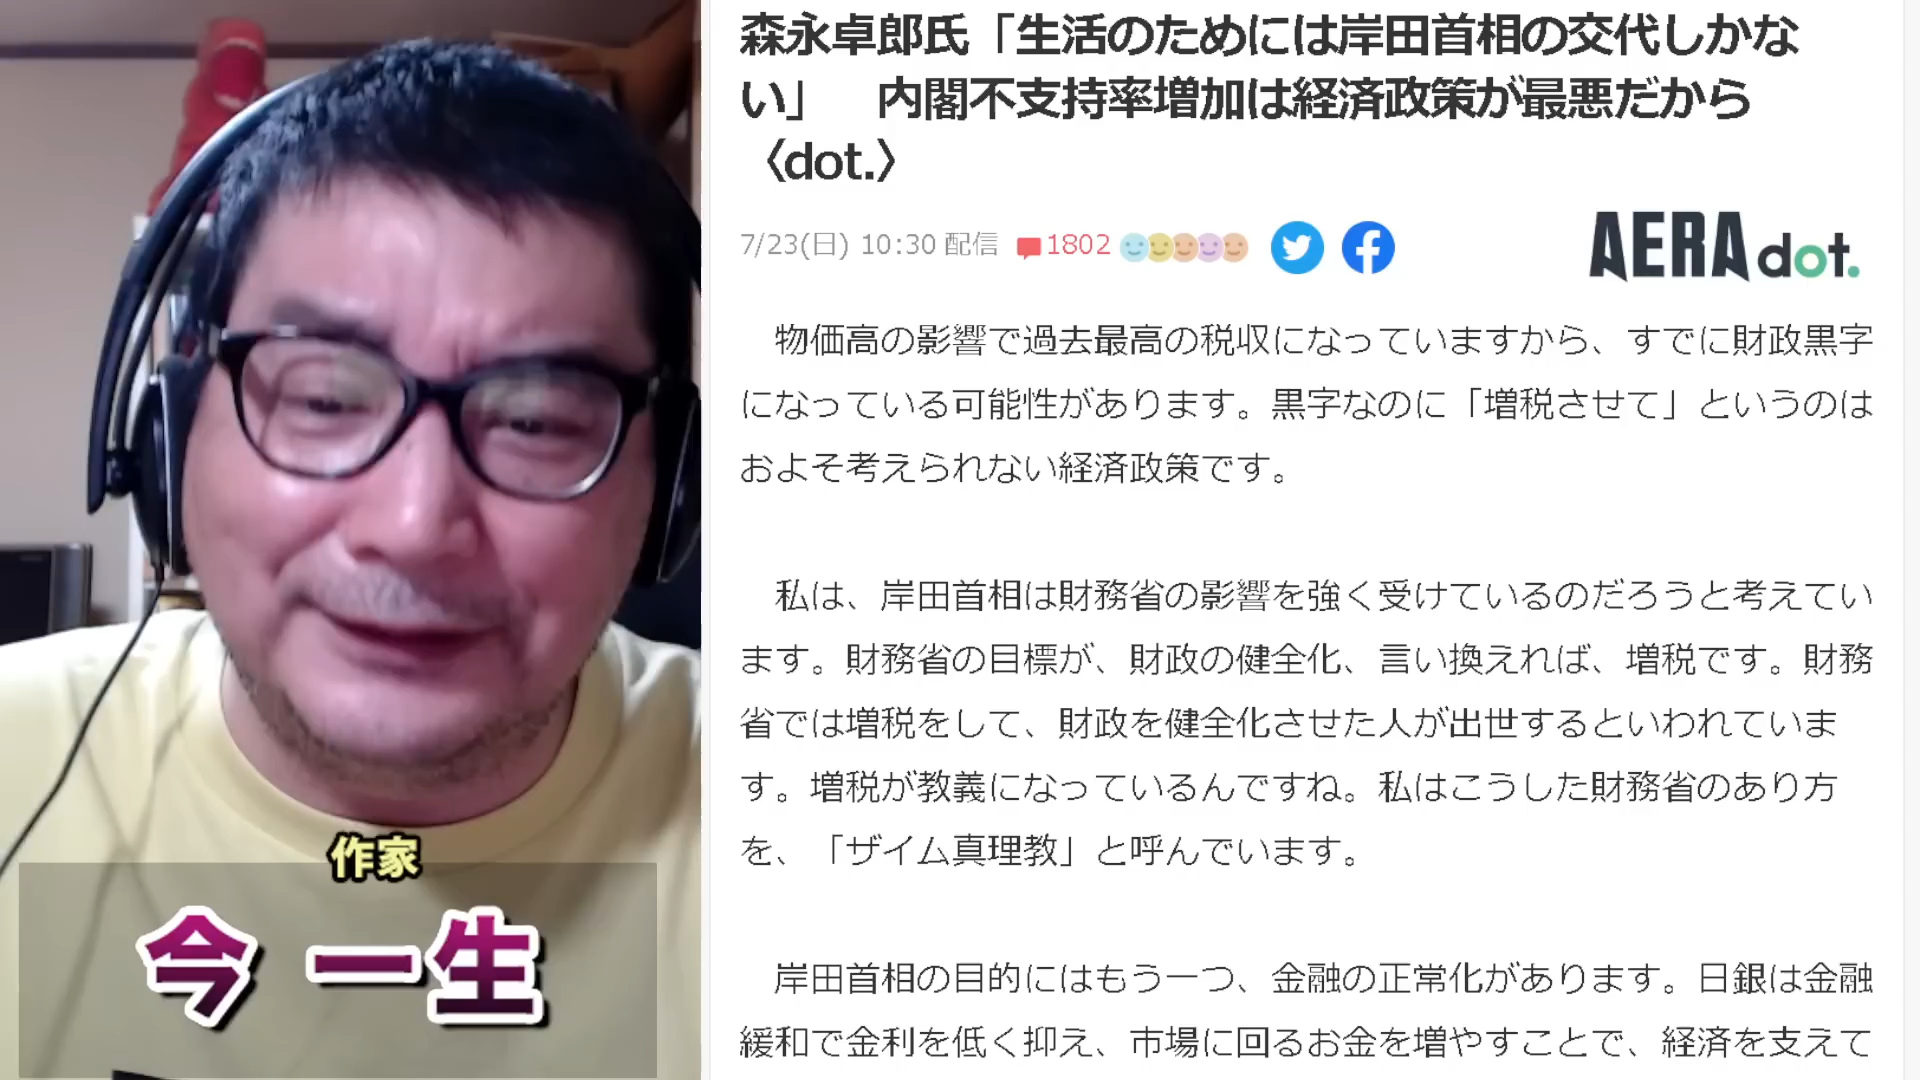 森永卓郎氏「生活のためには岸田首相の交代しかな
い」　内閣不支持率増加は経済政策が最悪だから
〈dot.〉
7/23(日) 10:30 配信 1802
AERA dot.
物価高の影響で過去最高の税収になっていますから、すでに財政黒字
になっている可能性があります。黒字なのに「増税させて」というのは
およそ考えられない経済政策です。
私は、岸田首相は財務省の影響を強く受けているのだろうと考えてい
ます。財務省の目標が、財政の健全化、言い換えれば、増税です。財務
省では増税をして、財政を健全化させた人が出世するといわれていま
す。増税が教義になっているんですね。私はこうした財務省のあり方
を、「ザイム真理教」と呼んでいます。
岸田首相の目的にはもう一つ、金融の正常化があります。日銀は金融
緩和で金利を低く抑え、市場に回るお金を増やすことで、経済を支えて
作家
今 一生